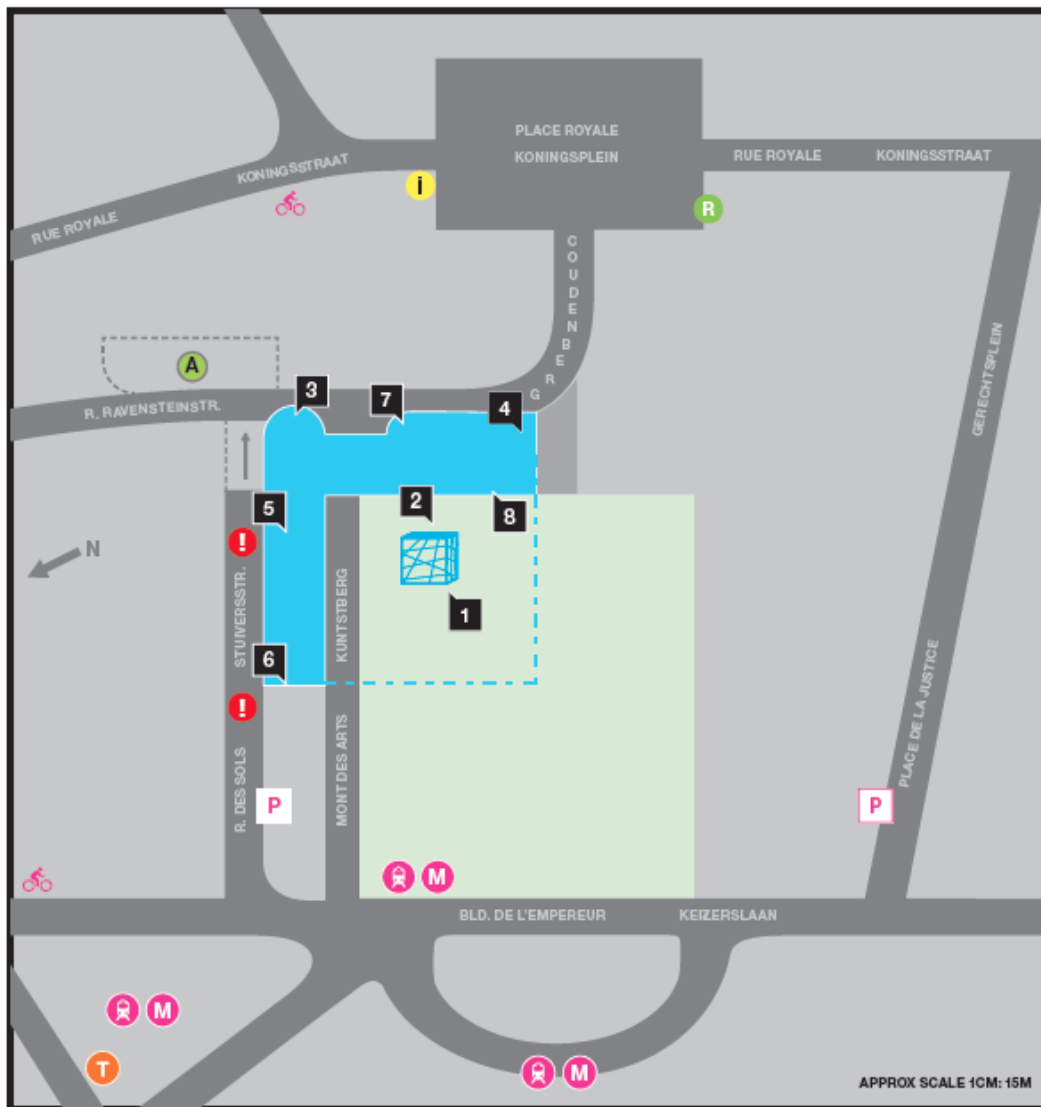 PLACE ROYALE
KONINGSPLEIN
RUE ROYALE KONINGSSTRAAT
RUE ROYALE KONINGSSTRAAT
i
R
COUDENBERG
A
R. RAVENSTEINSTR.
3
7
4
GERECHTSPLEIN
PLACE DE LA JUSTICE
5
2
8
N
!
STUIVERSSTR.
KUNTSTBERG
1
6
!
R. DES SOLS
MONT DES ARTS
P
P
M
BLD. DE L'EMPEREUR KEIZERSLAAN
M
T
M
APPROX SCALE 1CM: 15M